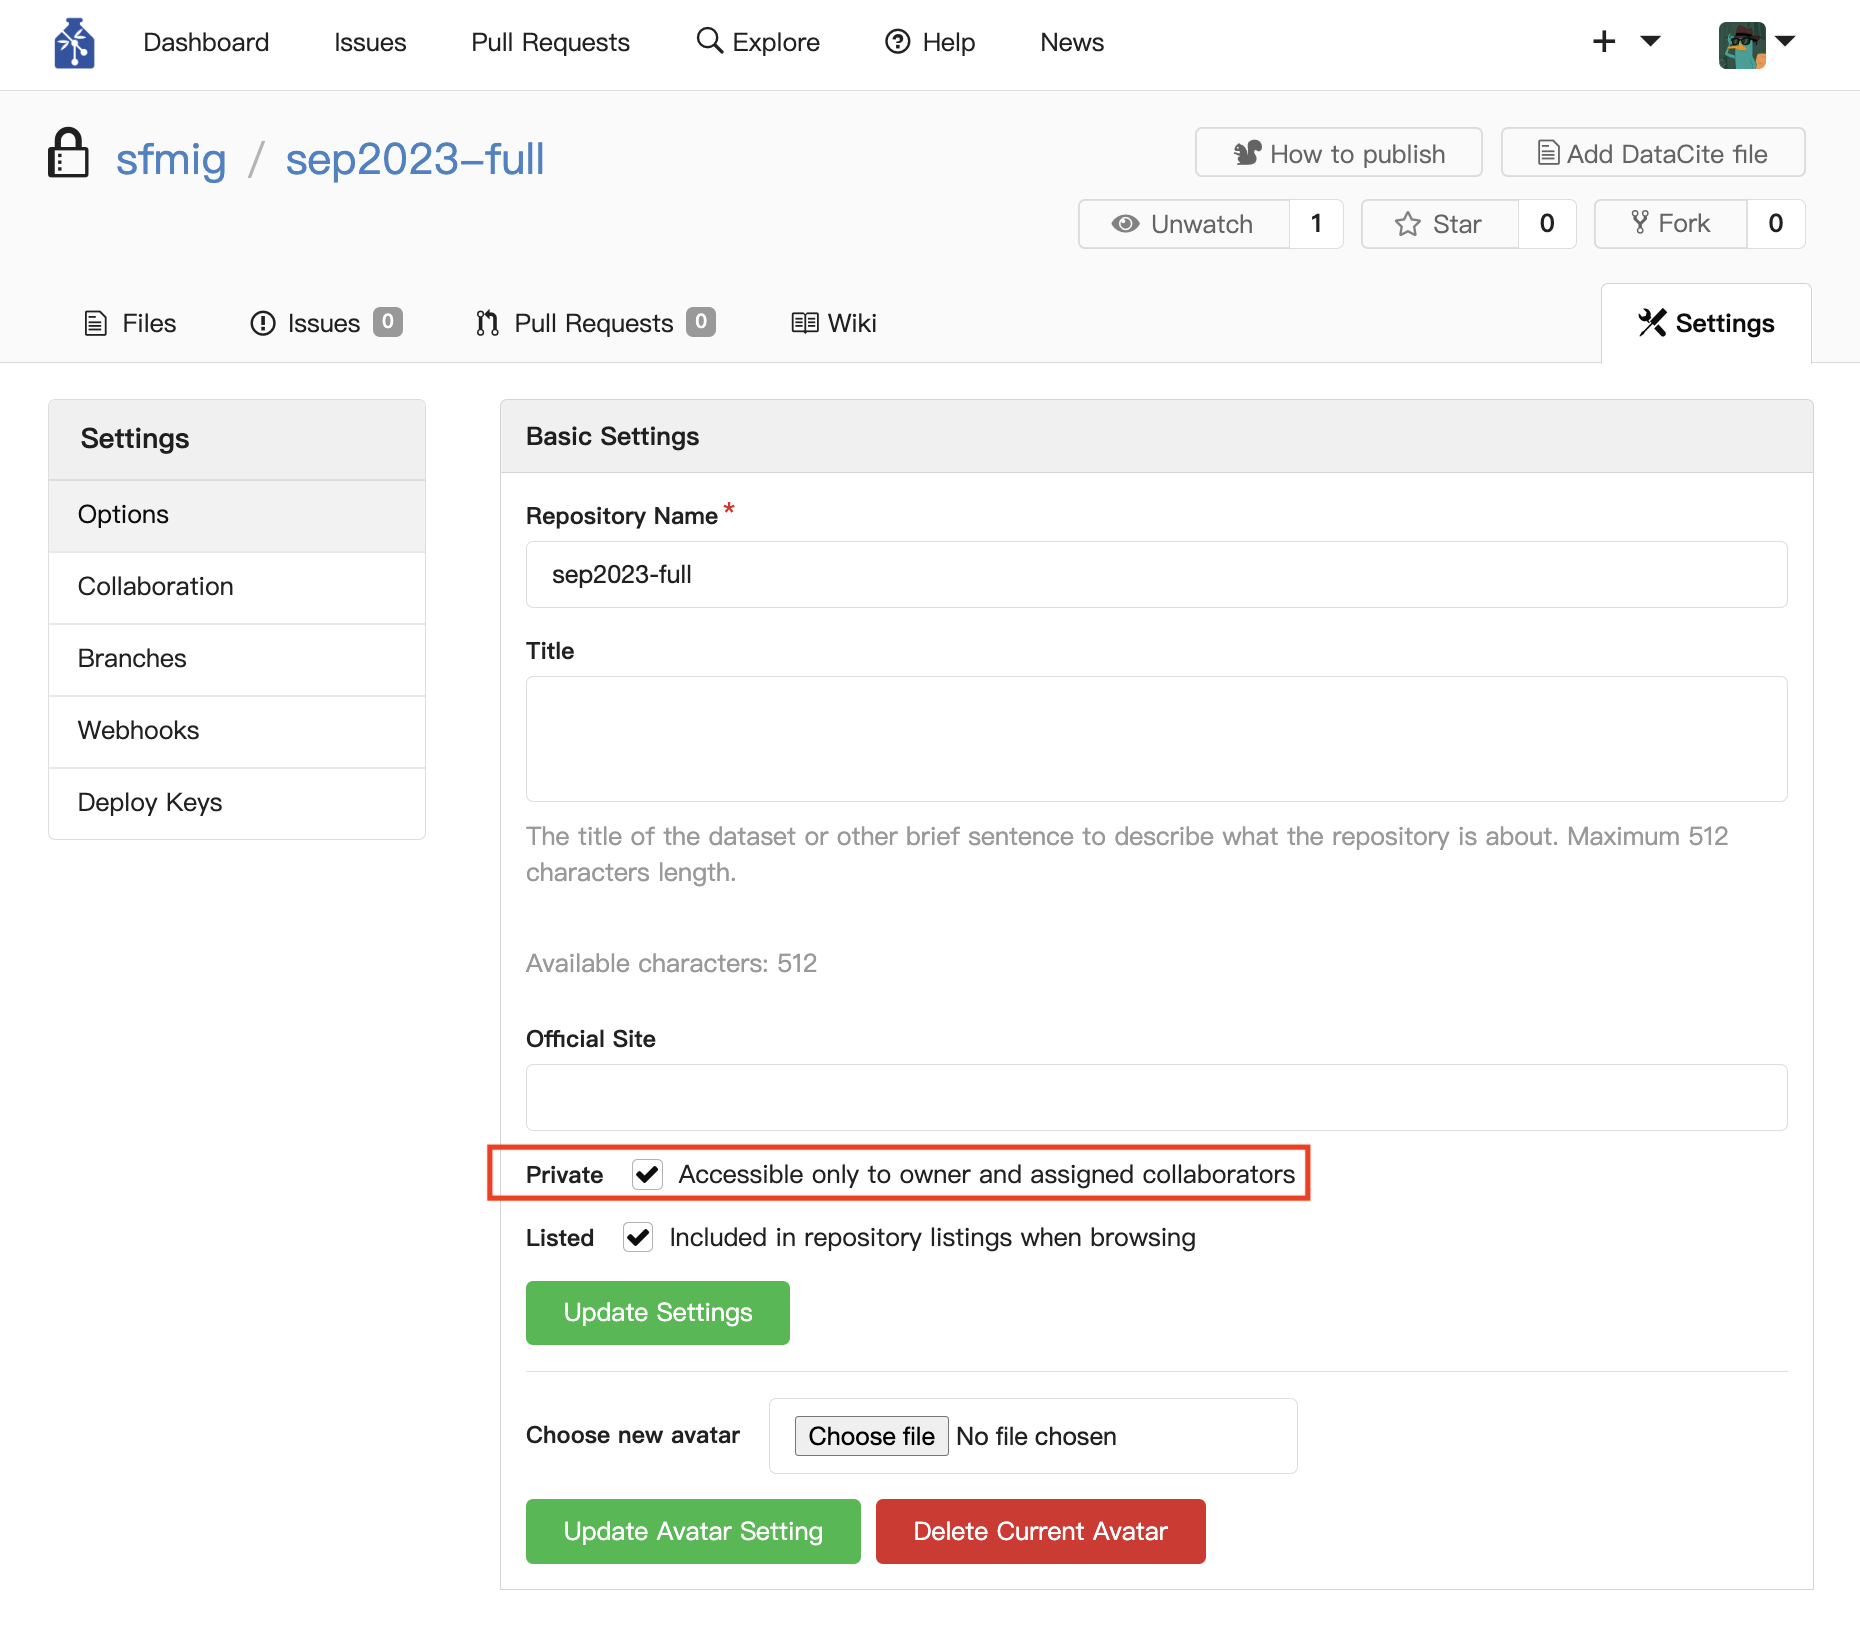 Dashboard Issues Pull Requests Explore Help News
sfmig / sep2023-full
How to publish Add DataCite file
Unwatch 1 Star 0 Fork 0
Files Issues 0 Pull Requests 0 Wiki Settings
Settings
Options
Collaboration
Branches
Webhooks
Deploy Keys
Basic Settings
Repository Name *
sep2023-full
Title
The title of the dataset or other brief sentence to describe what the repository is about. Maximum 512
characters length.
Available characters: 512
Official Site
Private Accessible only to owner and assigned collaborators
Listed Included in repository listings when browsing
Update Settings
Choose new avatar Choose file No file chosen
Update Avatar Setting Delete Current Avatar